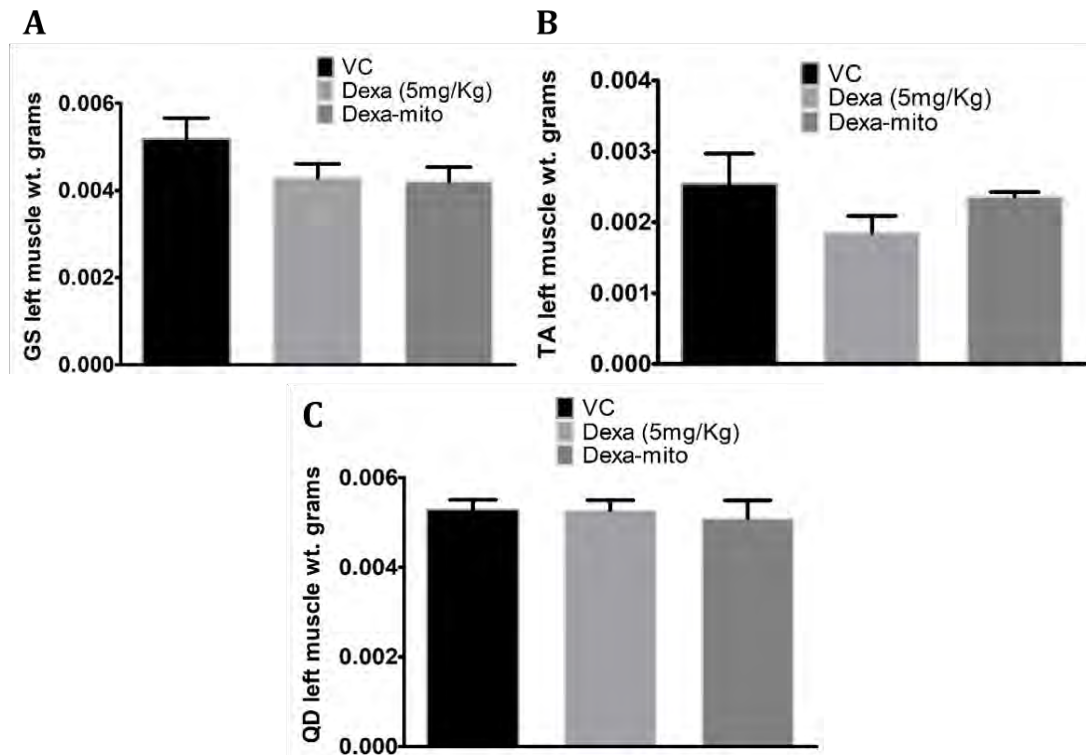 A
VC
Dexa (5mg/Kg)
Dexa-mito
GS left muscle wt. grams
0.006
0.004
0.002
0.000
B
VC
Dexa (5mg/Kg)
Dexa-mito
TA left muscle wt. grams
0.004
0.003
0.002
0.001
0.000
C
VC
Dexa (5mg/Kg)
Dexa-mito
QD left muscle wt. grams
0.006
0.004
0.002
0.000